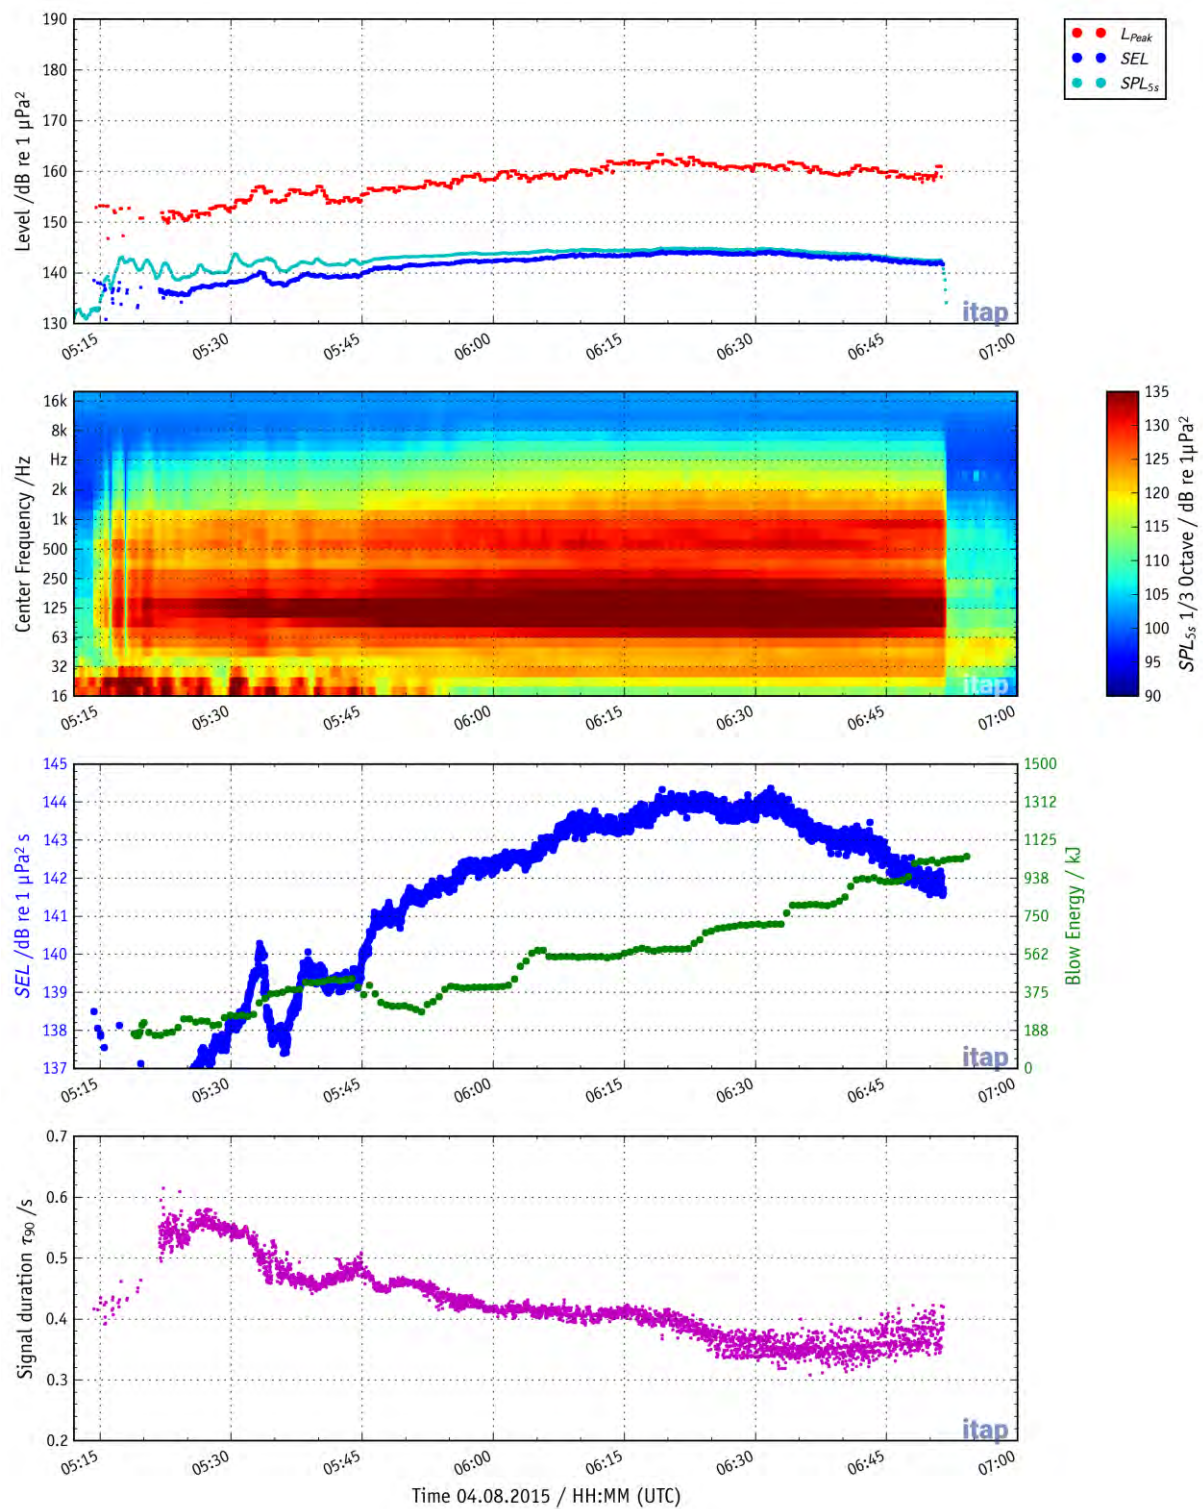 190
180
170
160
150
140
130
Level /dB re 1 µPa²
L_Peak
SEL
SPL_5s
itap
05:15 05:30 05:45 06:00 06:15 06:30 06:45 07:00
16k
8k
Hz
2k
1k
500
250
125
63
32
16
Center Frequency /Hz
itap
05:15 05:30 05:45 06:00 06:15 06:30 06:45 07:00
135
130
125
120
115
110
105
100
95
90
SPL_5s 1/3 Octave / dB re 1µPa²
145
144
143
142
141
140
139
138
137
SEL /dB re 1 µPa² s
1500
1312
1125
938
750
562
375
188
0
Blow Energy / kJ
itap
05:15 05:30 05:45 06:00 06:15 06:30 06:45 07:00
0.7
0.6
0.5
0.4
0.3
0.2
Signal duration τ90 /s
itap
05:15 05:30 05:45 06:00 06:15 06:30 06:45 07:00
Time 04.08.2015 / HH:MM (UTC)